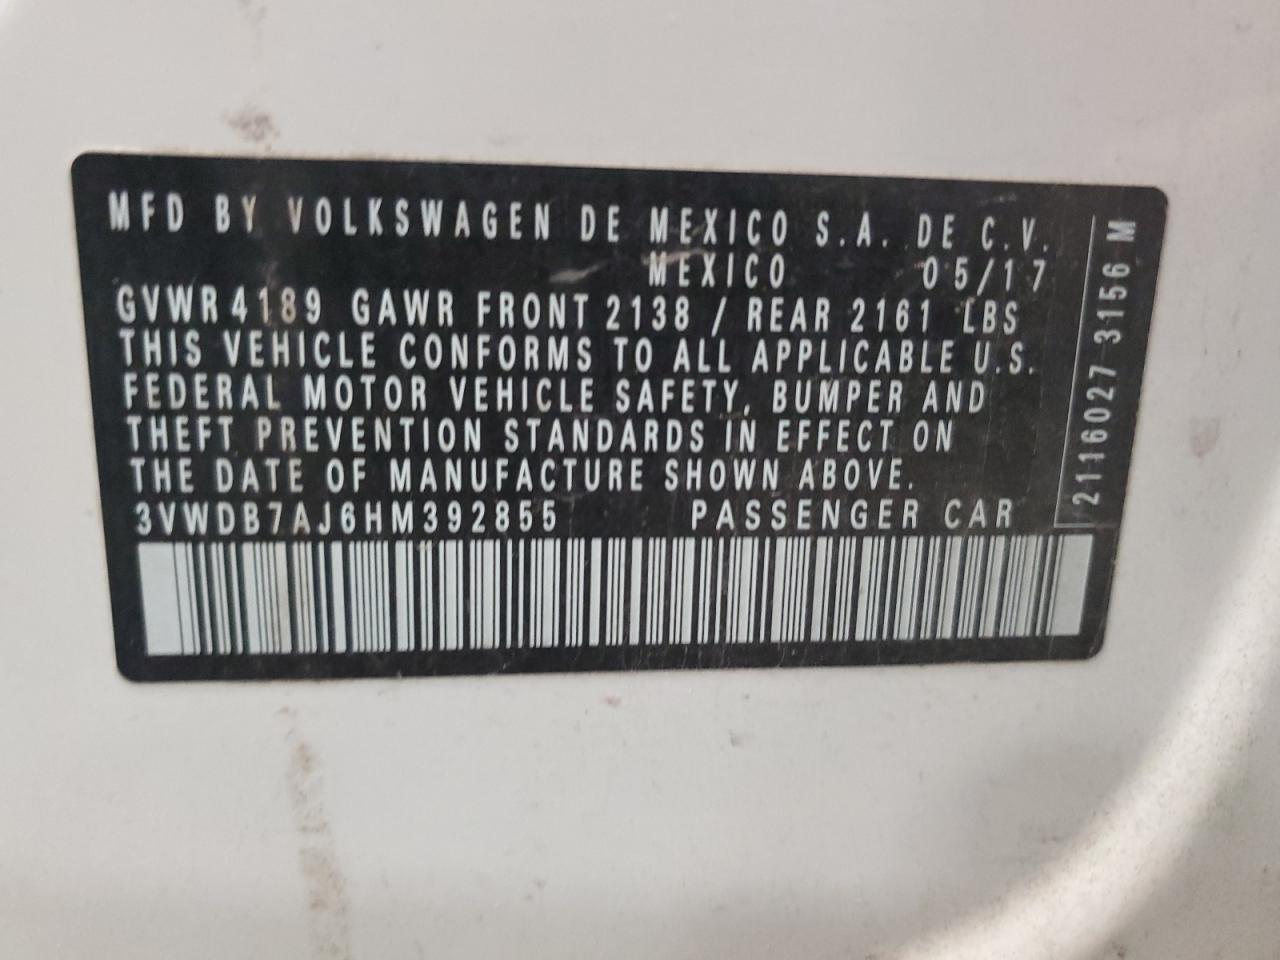 MFD BY VOLKSWAGEN DE MEXICO S.A. DE C.V.
MEXICO 05/17
GVWR 4189 GAWR FRONT 2138 / REAR 2161 LBS
THIS VEHICLE CONFORMS TO ALL APPLICABLE U.S.
FEDERAL MOTOR VEHICLE SAFETY, BUMPER AND
THEFT PREVENTION STANDARDS IN EFFECT ON
THE DATE OF MANUFACTURE SHOWN ABOVE.
3VWDB7AJ6HM392855 PASSENGER CAR
2116027 3156 M